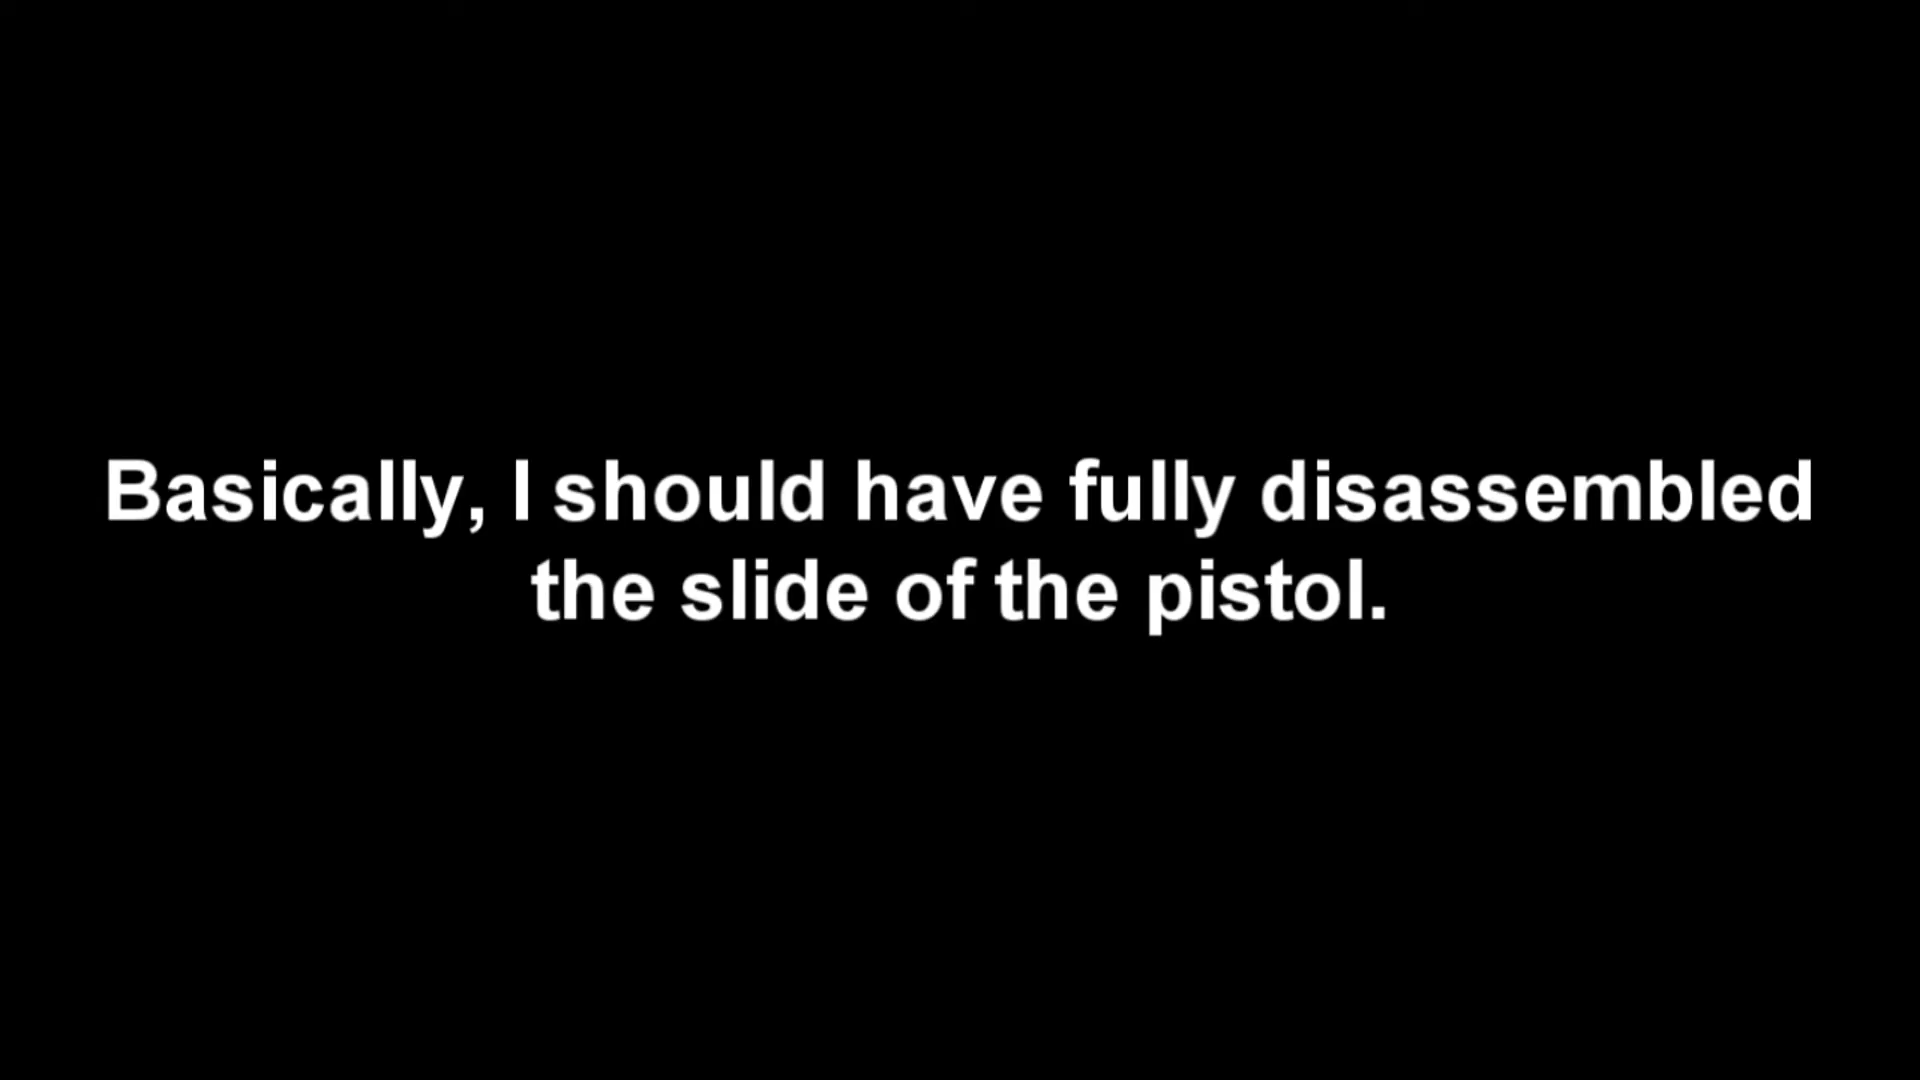 Basically, I should have fully disassembled
the slide of the pistol.